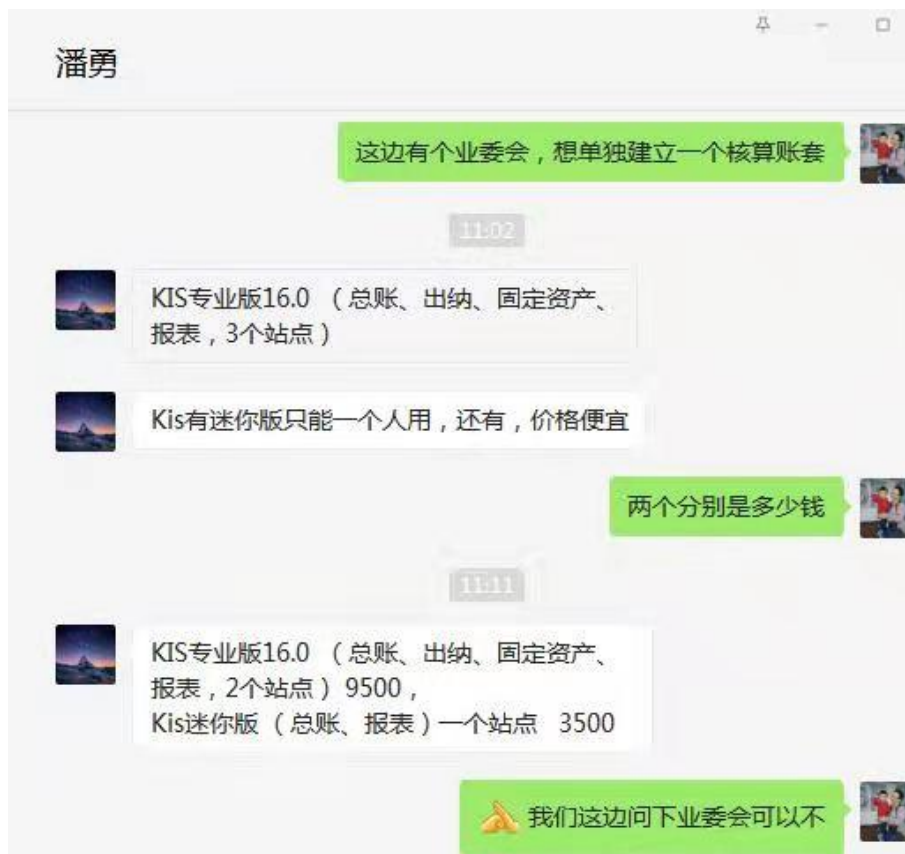 潘勇
这边有个业委会，想单独建立一个核算账套
11:02
KIS专业版16.0 （总账、出纳、固定资产、
报表，3个站点）
Kis有迷你版只能一个人用，还有，价格便宜
两个分别是多少钱
11:11
KIS专业版16.0 （总账、出纳、固定资产、
报表，2个站点）9500，
Kis迷你版 （总账、报表）一个站点 3500
我们这边问下业委会可以不